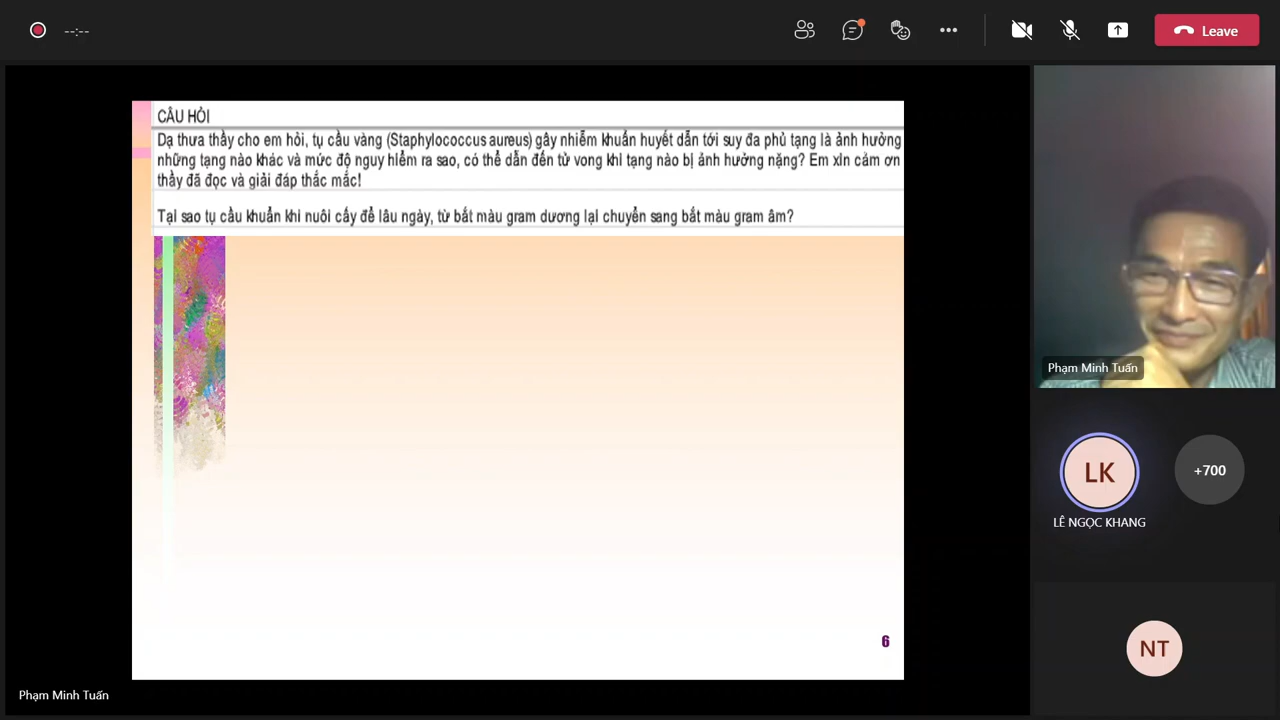 --:--
Leave
CÂU HỎI
Dạ thưa thầy cho em hỏi, tụ cầu vàng (Staphylococcus aureus) gây nhiễm khuẩn huyết dẫn tới suy đa phủ tạng là ảnh hưởng
những tạng nào khác và mức độ nguy hiểm ra sao, có thể dẫn đến tử vong khi tạng nào bị ảnh hưởng nặng? Em xin cảm ơn
thầy đã đọc và giải đáp thắc mắc!
Tại sao tụ cầu khuẩn khi nuôi cấy để lâu ngày, từ bắt màu gram dương lại chuyển sang bắt màu gram âm?
6
Phạm Minh Tuấn
Phạm Minh Tuấn
LK
+700
LÊ NGỌC KHANG
NT